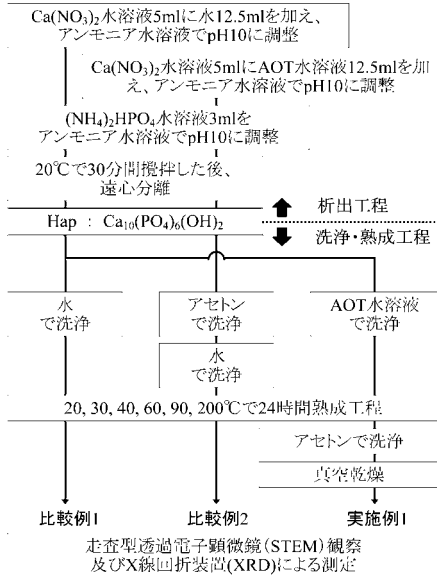 Ca(NO₃)₂水溶液5mlに水12.5mlを加え、
アンモニア水溶液でpH10に調整
Ca(NO₃)₂水溶液5mlにAOT水溶液12.5mlを加
え、アンモニア水溶液でpH10に調整
(NH₄)₂HPO₄水溶液3mlを
アンモニア水溶液でpH10に調整
20℃で30分間攪拌した後、
遠心分離
析出工程
Hap : Ca₁₀(PO₄)₆(OH)₂
洗浄・熟成工程
水
で洗浄
アセトン
で洗浄
AOT水溶液
で洗浄
水
で洗浄
20, 30, 40, 60, 90, 200℃で24時間熟成工程
アセトンで洗浄
真空乾燥
比較例1
比較例2
実施例1
走査型透過電子顕微鏡(STEM)観察
及びX線回折装置(XRD)による測定